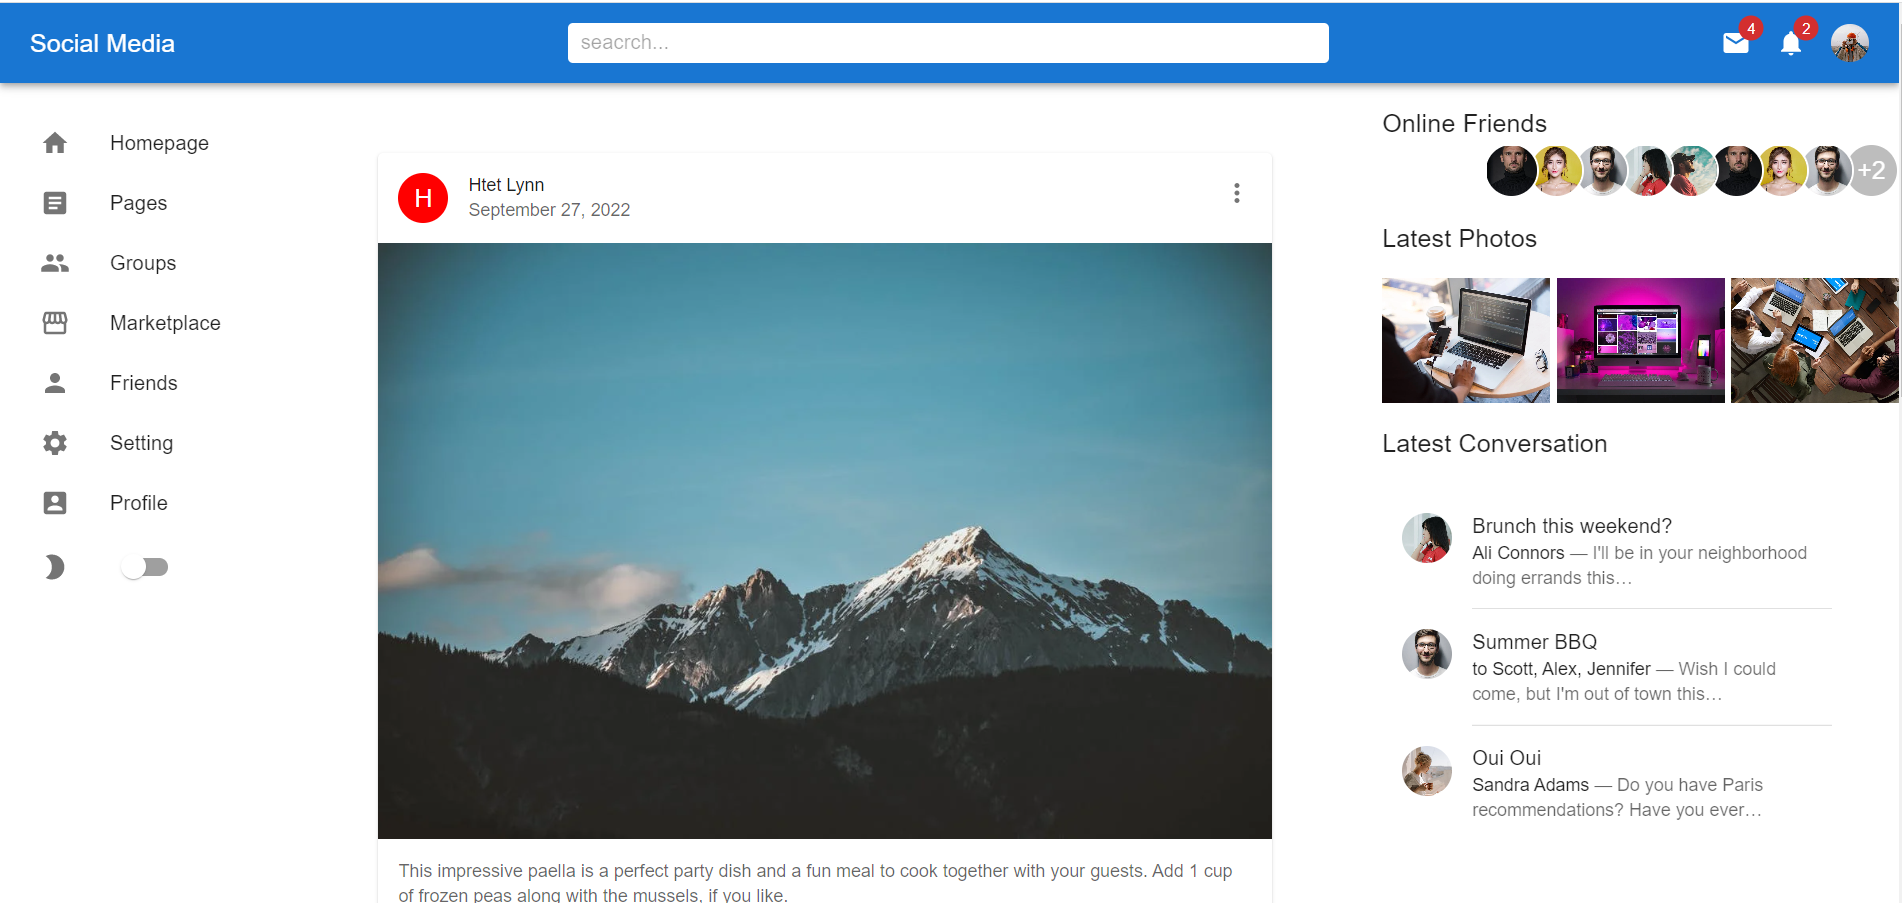 Social Media
seacrch...
4
2
Homepage
Pages
Groups
Marketplace
Friends
Setting
Profile
H
Htet Lynn
September 27, 2022
This impressive paella is a perfect party dish and a fun meal to cook together with your guests. Add 1 cup
of frozen peas along with the mussels, if you like.
Online Friends
+2
Latest Photos
Latest Conversation
Brunch this weekend?
Ali Connors — I'll be in your neighborhood
doing errands this…
Summer BBQ
to Scott, Alex, Jennifer — Wish I could
come, but I'm out of town this…
Oui Oui
Sandra Adams — Do you have Paris
recommendations? Have you ever…